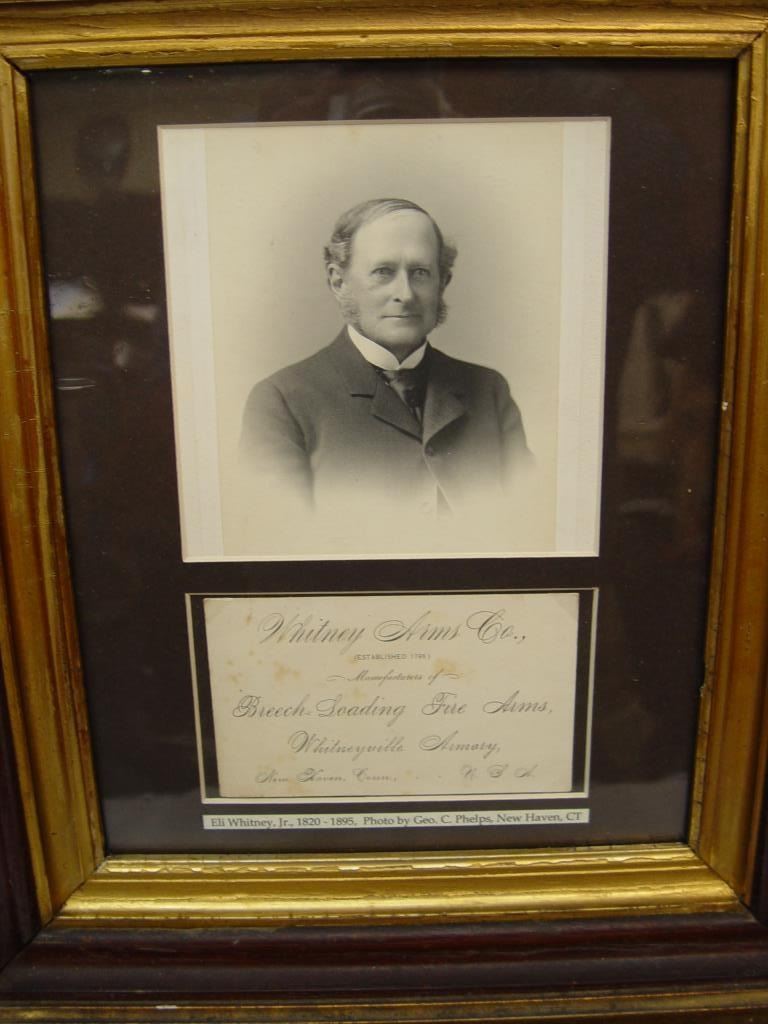 Whitney Arms Co.,
(ESTABLISHED 1798)
Manufacturers of
Breech-Loading Fire Arms,
Whitneyville Armory,
New Haven, Conn., U. S. A.
Eli Whitney, Jr., 1820 - 1895, Photo by Geo. C. Phelps, New Haven, CT